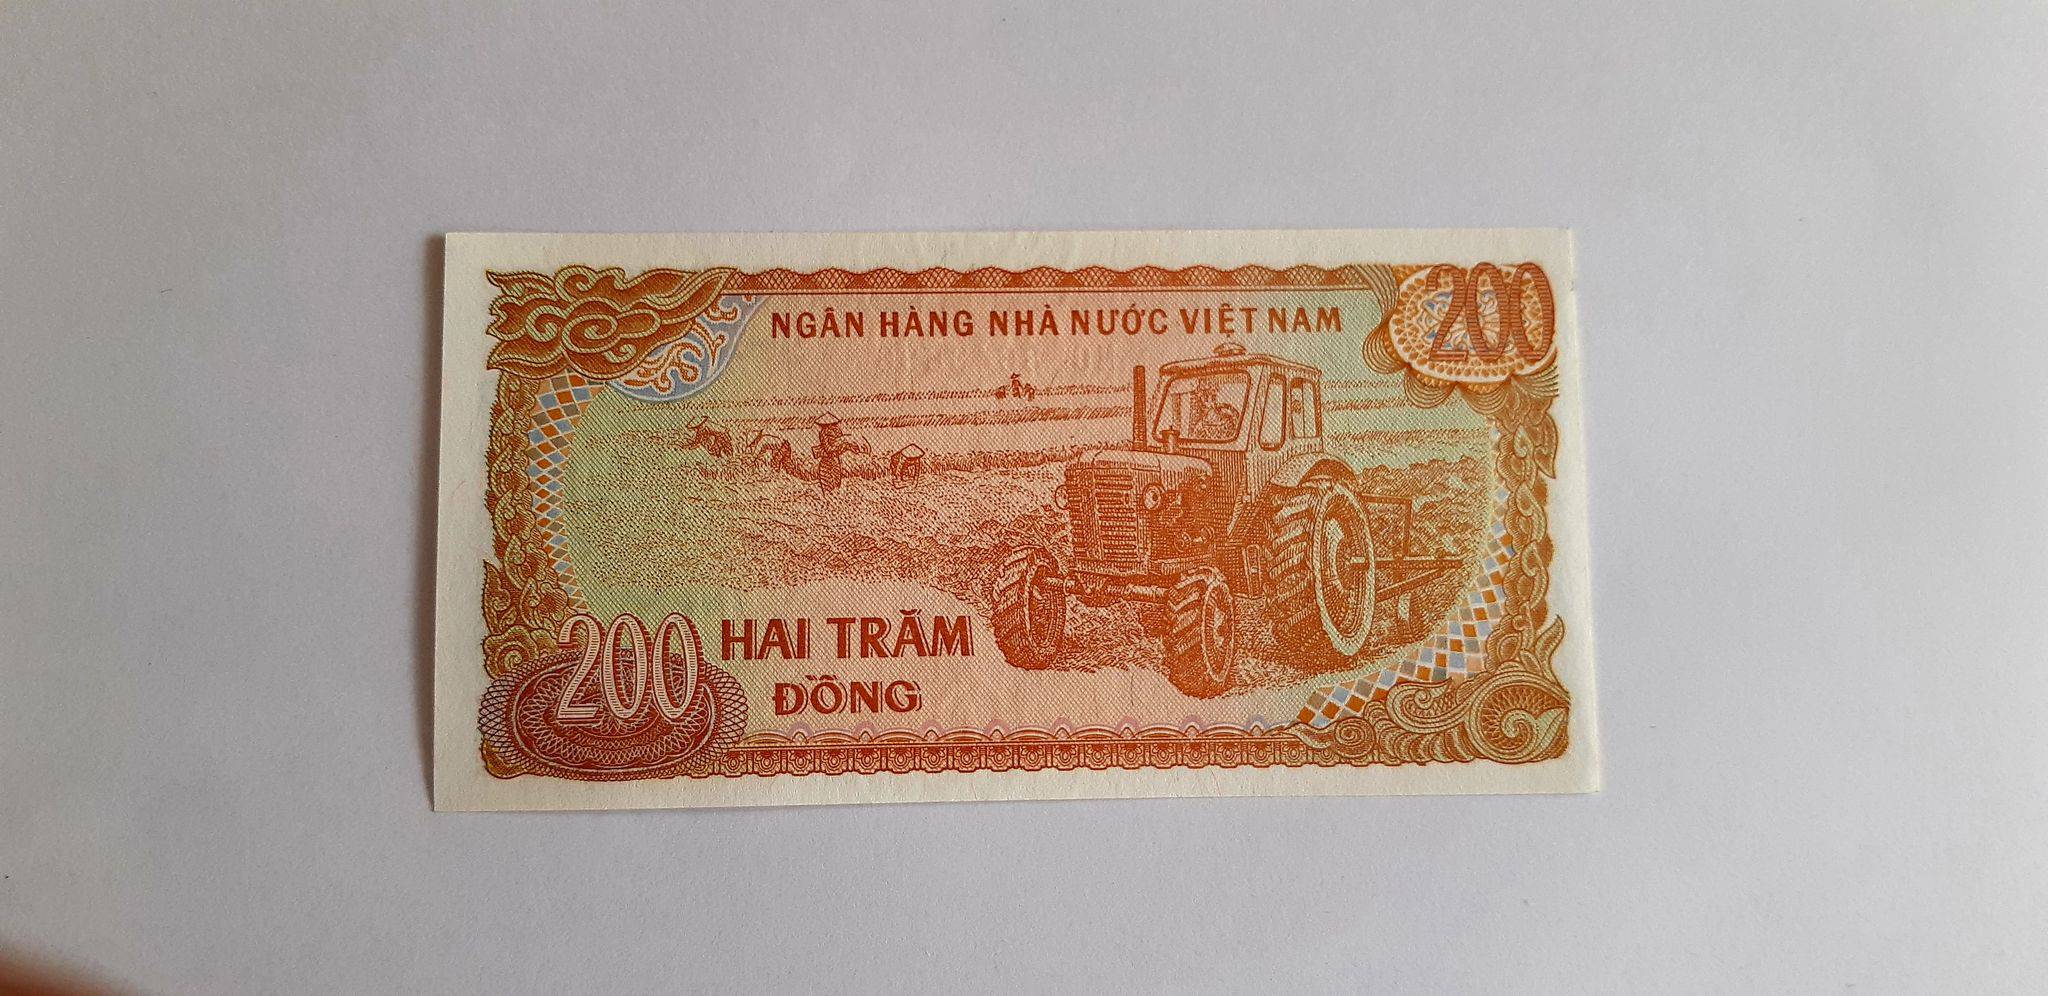 NGÂN HÀNG NHÀ NƯỚC VIỆT NAM
200
200
HAI TRĂM
ĐỒNG